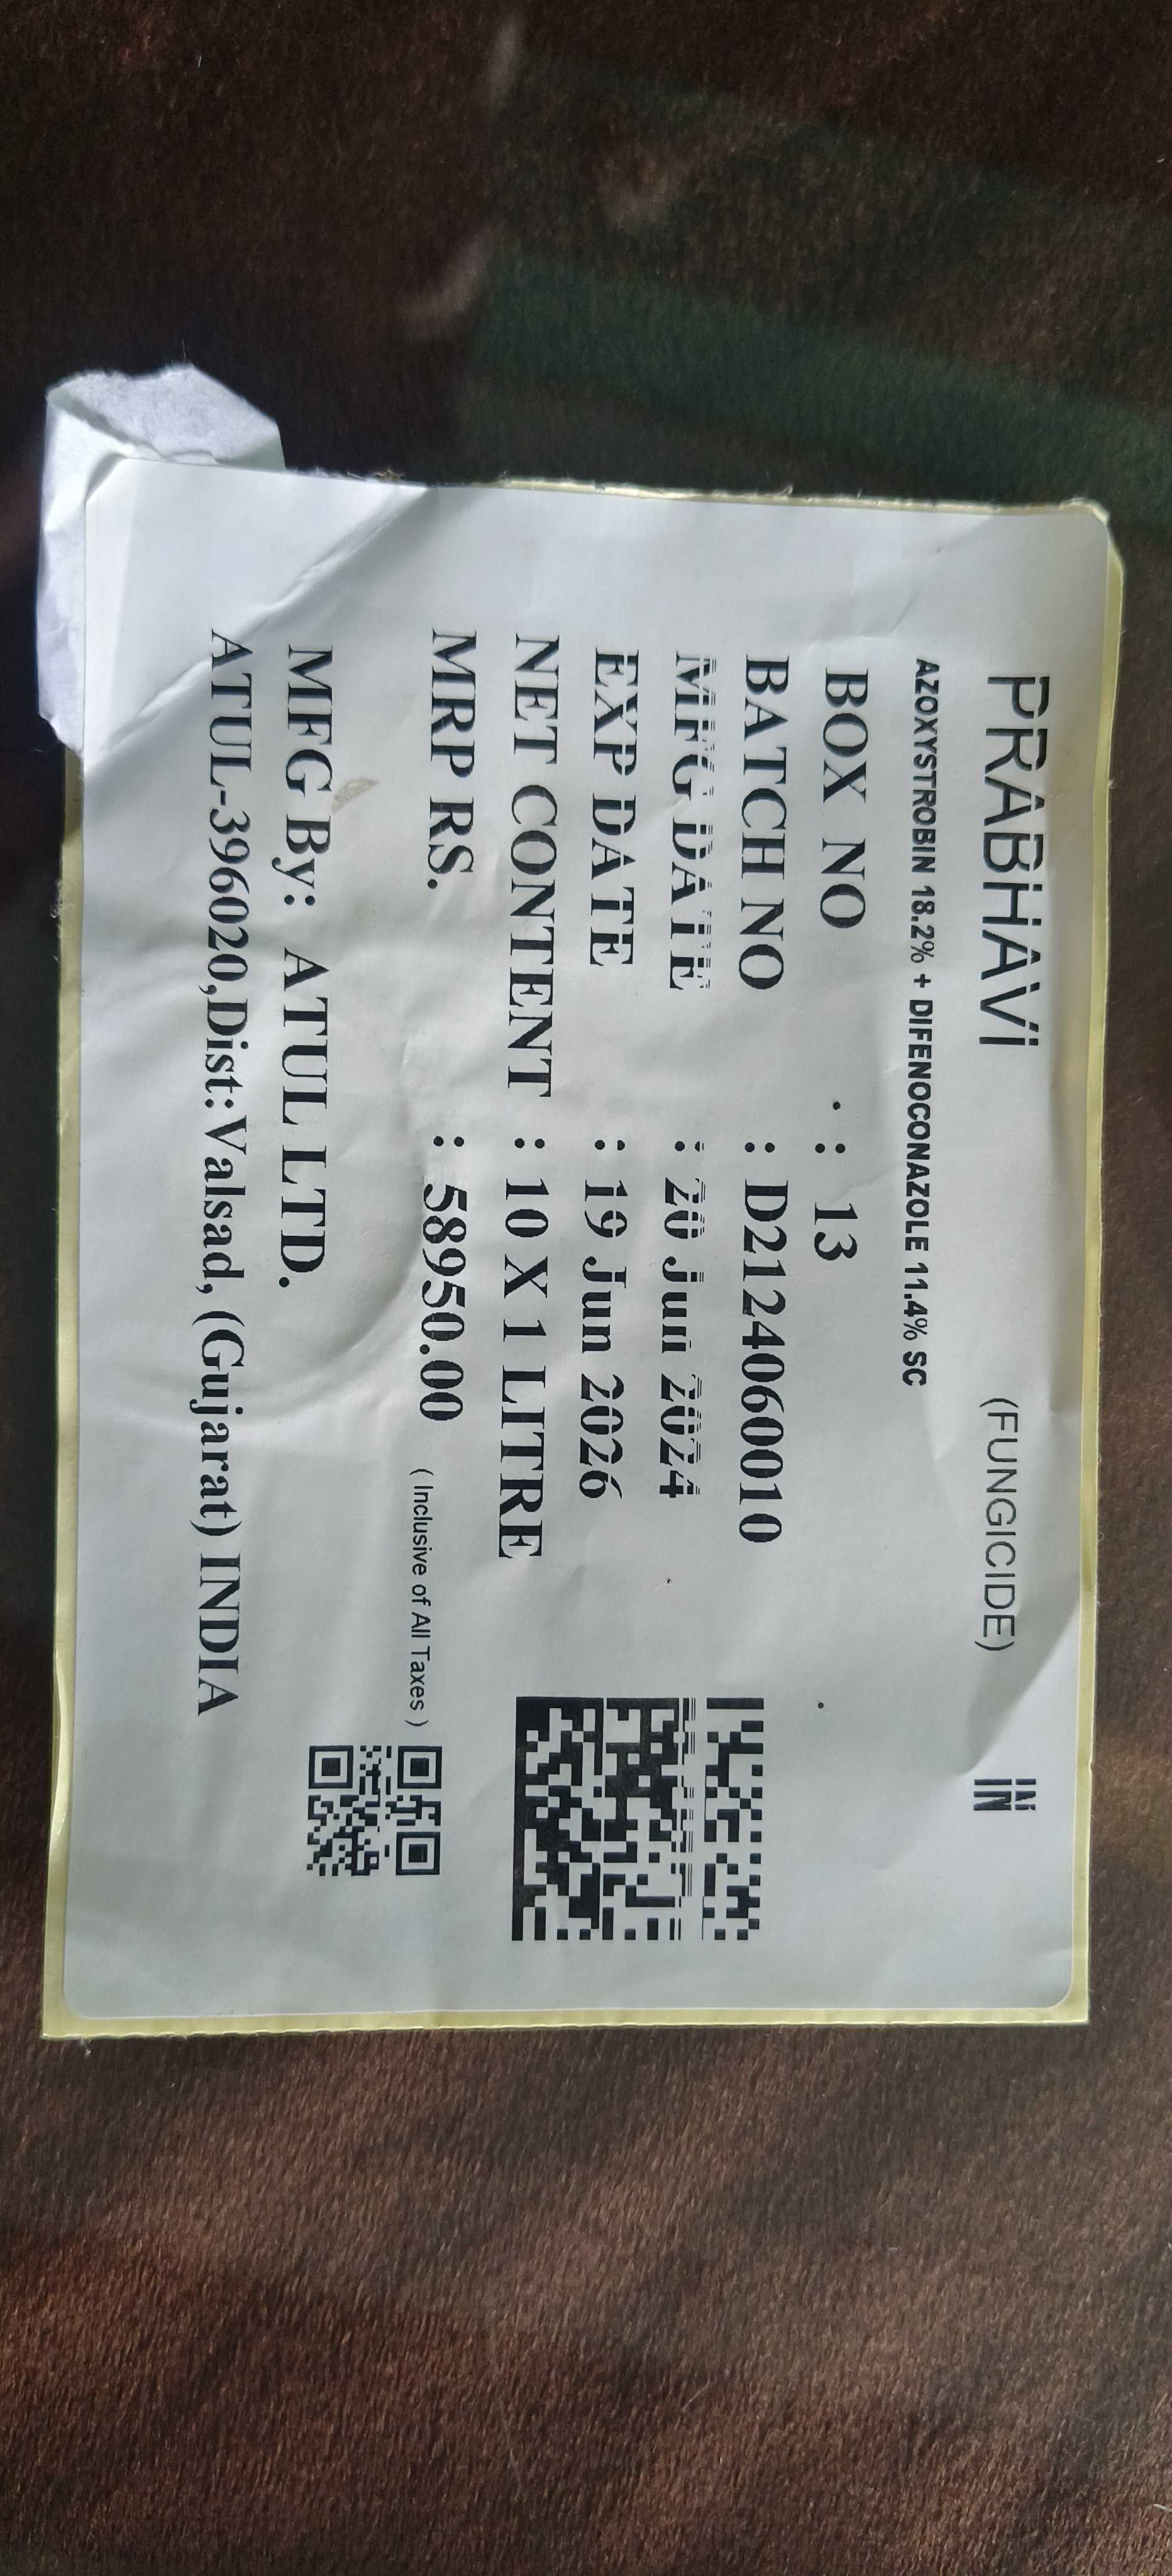 PRABHAVI (FUNGICIDE) IN
AZOXYSTROBIN 18.2% + DIFENOCONAZOLE 11.4% SC
BOX NO : 13
BATCH NO : D2124060010
MFG DATE : 20 Jun 2024
EXP DATE : 19 Jun 2026
NET CONTENT : 10 X 1 LITRE
MRP RS. : 58950.00 ( Inclusive of All Taxes )
MFG By: ATUL LTD.
ATUL-396020,Dist:Valsad, (Gujarat) INDIA